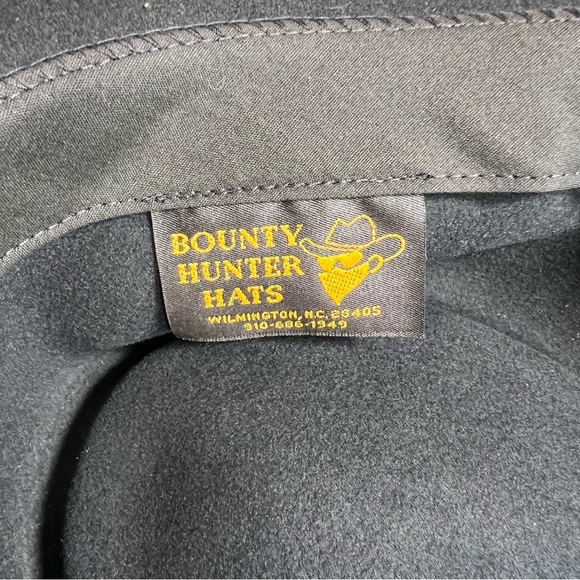 BOUNTY
HUNTER
HATS
WILMINGTON, N.C. 28405
910-686-1949